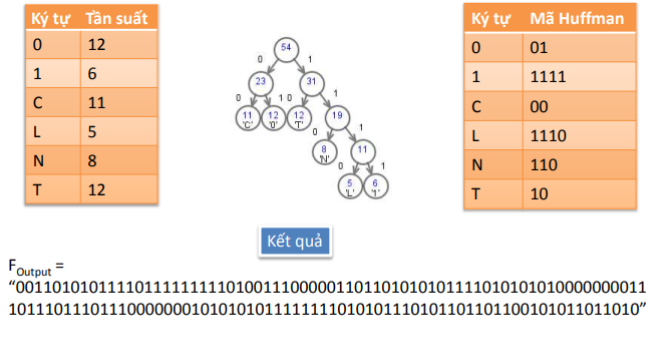 Ký tự Tần suất
0 12
1 6
C 11
L 5
N 8
T 12
54
0 1
23 31
0 1 0 1
11 'C' 12 '0' 12 'T' 19
0 1
8 'N' 11
0 1
5 'L' 6 '1'
Ký tự Mã Huffman
0 01
1 1111
C 00
L 1110
N 110
T 10
Kết quả
FOutput =
“001101010111101111111111010011100000110110101010101111010101010100000000011
1011101110111000000010101010111111111010101110101101101100101011011010”